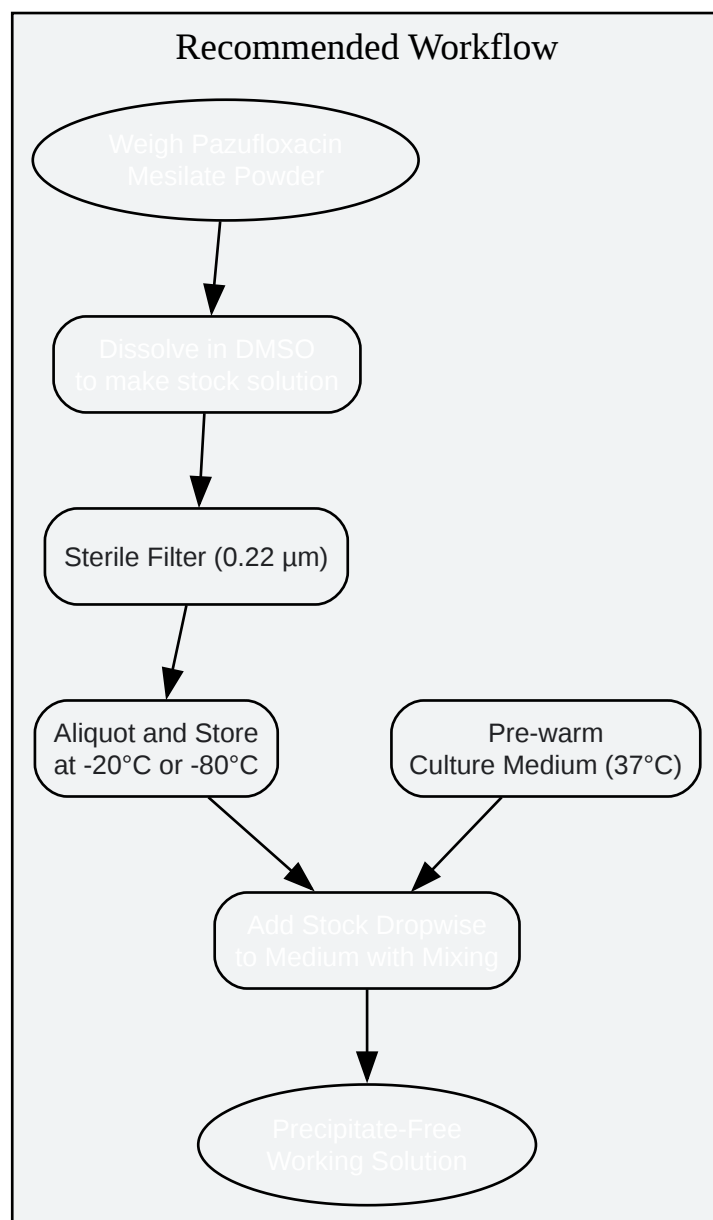 Recommended Workflow
Weigh Pazufloxacin
Mesilate Powder
Dissolve in DMSO
to make stock solution
Sterile Filter (0.22 µm)
Aliquot and Store
at -20°C or -80°C
Pre-warm
Culture Medium (37°C)
Add Stock Dropwise
to Medium with Mixing
Precipitate-Free
Working Solution